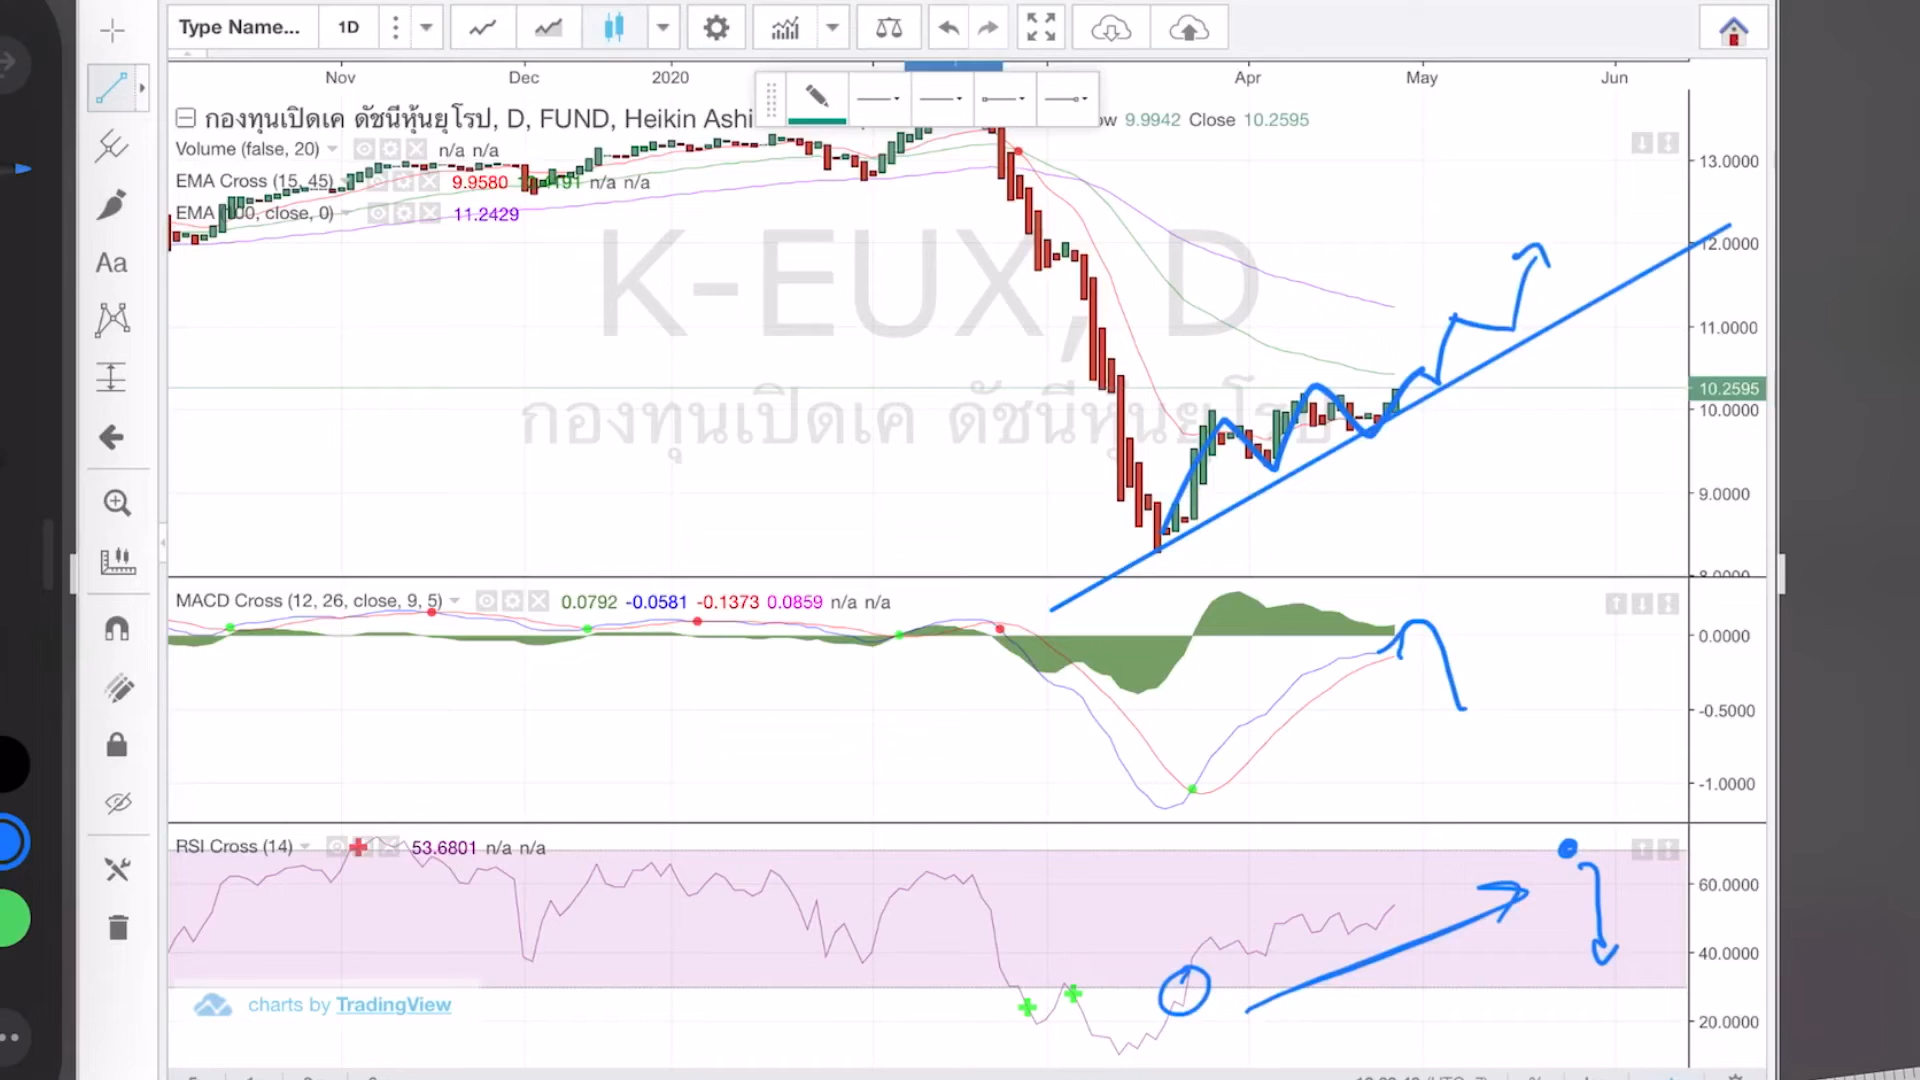 Type Name... 1D
Nov Dec 2020 Apr May Jun
กองทุนเปิดเค ดัชนีหุ้นยุโรป, D, FUND, Heikin Ashi 9.9942 Close 10.2595
Volume (false, 20) n/a n/a
EMA Cross (15, 45) 9.9580 n/a n/a
EMA close, 0) 11.2429
13.0000
12.0000
11.0000
10.2595
10.0000
9.0000
K-EUX, D
กองทุนเปิดเค ดัชนีหุ้นยุโรป
Aa
MACD Cross (12, 26, close, 9, 5) 0.0792 -0.0581 -0.1373 0.0859 n/a n/a
0.0000
-0.5000
-1.0000
RSI Cross (14) 53.6801 n/a n/a
60.0000
40.0000
20.0000
charts by TradingView